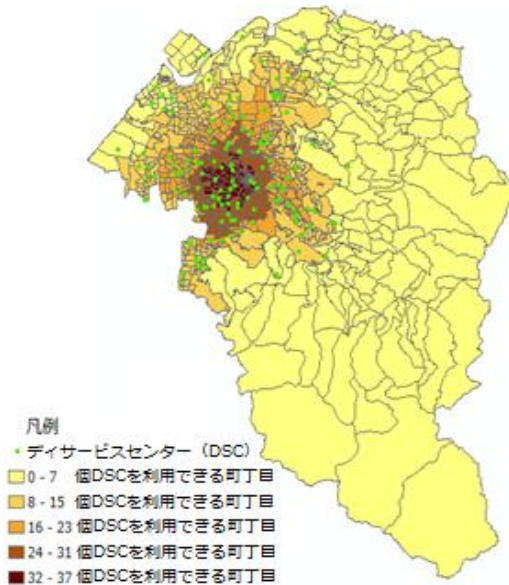 凡例
ディサービスセンター（DSC）
0 - 7 個DSCを利用できる町丁目
8 - 15 個DSCを利用できる町丁目
16 - 23 個DSCを利用できる町丁目
24 - 31 個DSCを利用できる町丁目
32 - 37 個DSCを利用できる町丁目